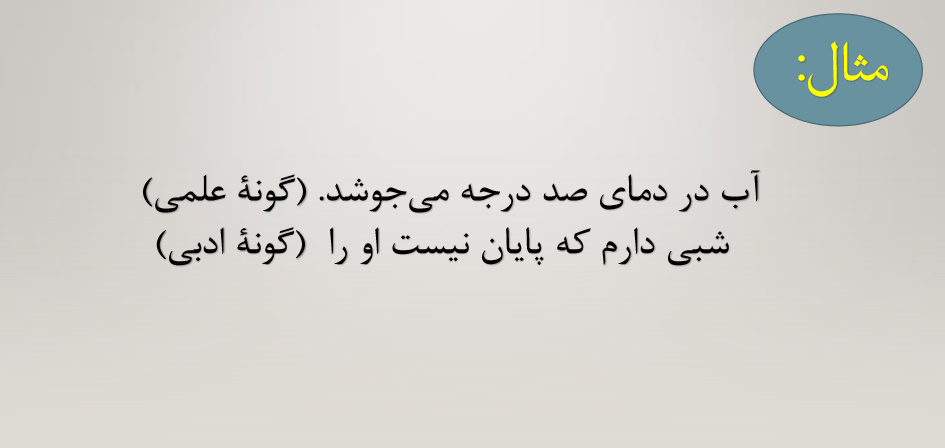 مثال:
آب در دمای صد درجه می‌جوشد. (گونهٔ علمی)
شبی دارم که پایان نیست او را (گونهٔ ادبی)